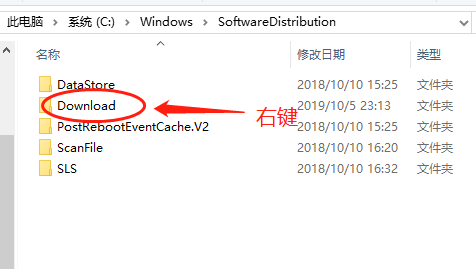 此电脑 > 系统 (C:) > Windows > SoftwareDistribution
名称 修改日期 类型
DataStore 2018/10/10 15:25 文件夹
Download 2019/10/5 23:13 文件夹
右键
PostRebootEventCache.V2 2018/10/10 15:25 文件夹
ScanFile 2018/10/10 16:20 文件夹
SLS 2018/10/10 16:32 文件夹